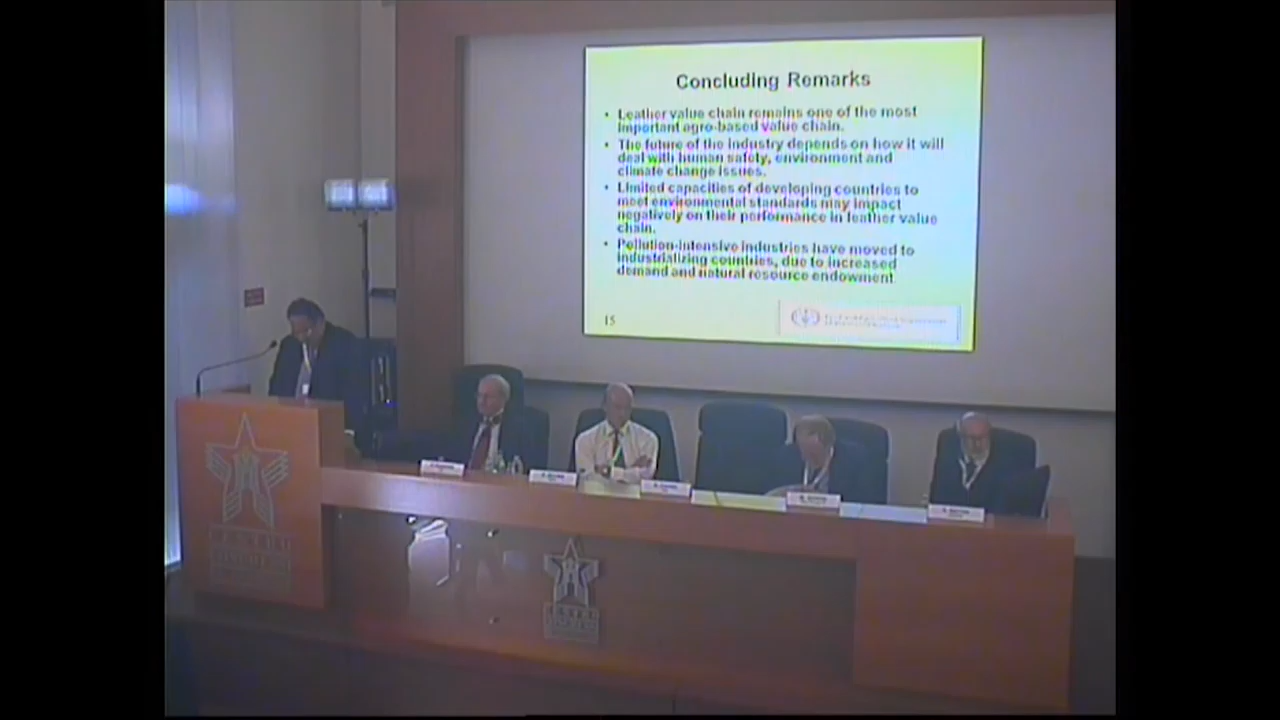 Concluding Remarks
• Leather value chain remains one of the most
important agro-based value chain.
• The future of the industry depends on how it will
deal with human safety, environment and
climate change issues.
• Limited capacities of developing countries to
meet environmental standards may impact
negatively on their performance in leather value
chain.
• Pollution-intensive industries have moved to
industrializing countries, due to increased
demand and natural resource endowment
15